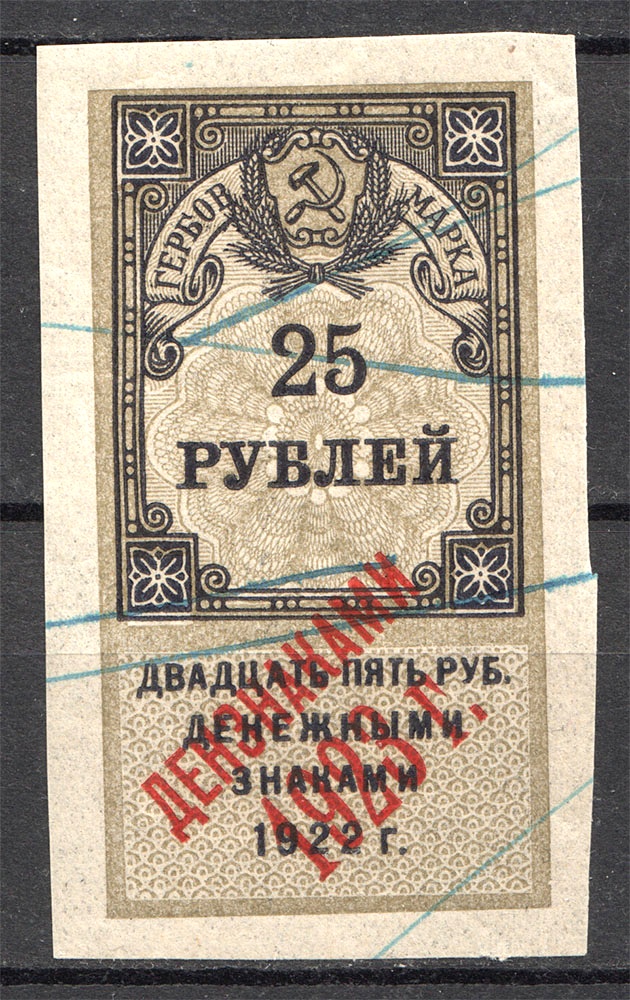 ГЕРБОВ МАРКА
25
РУБЛЕЙ
ДВАДЦАТЬ ПЯТЬ РУБ.
ДЕНЕЖНЫМИ
ЗНАКАМИ
1922 г.
ДЕНЗНАКАМИ
1923 г.